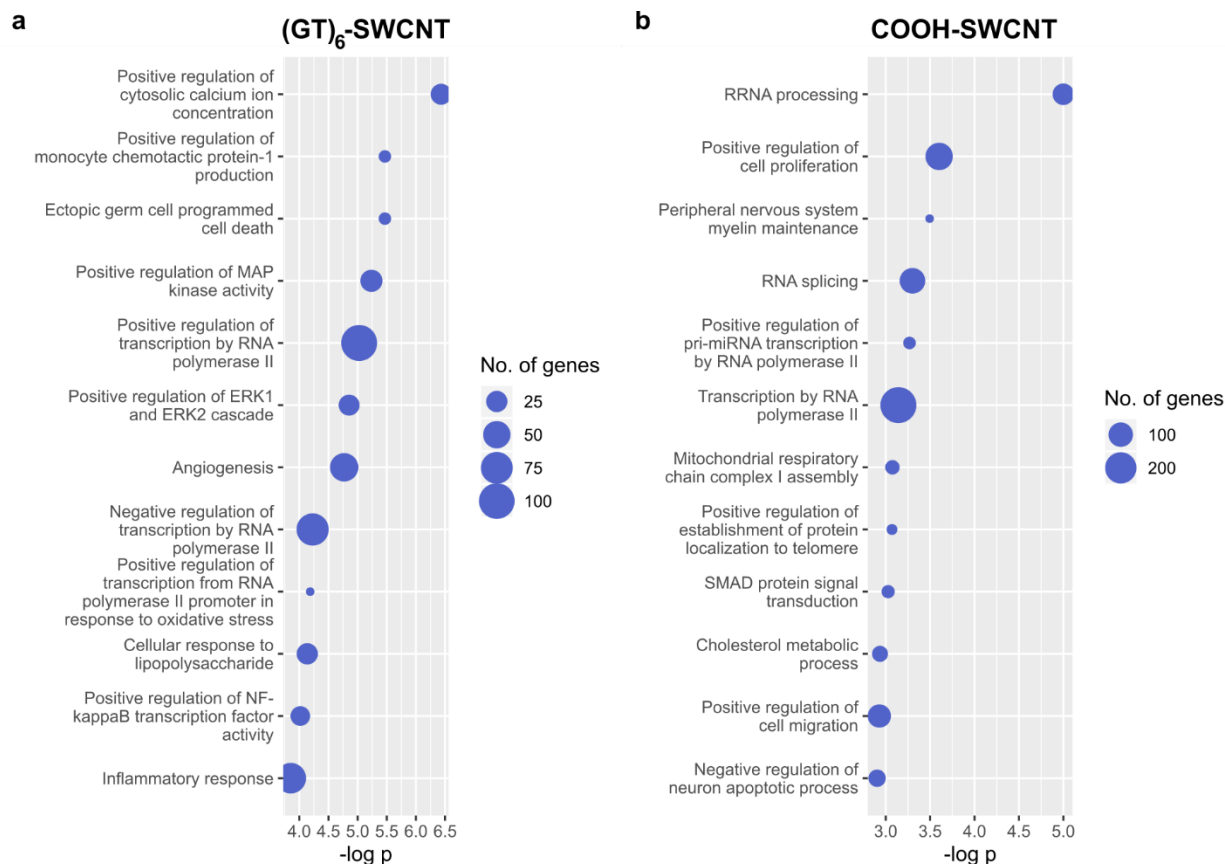 a
(GT)6-SWCNT
Positive regulation of
cytosolic calcium ion
concentration
Positive regulation of
monocyte chemotactic protein-1
production
Ectopic germ cell programmed
cell death
Positive regulation of MAP
kinase activity
Positive regulation of
transcription by RNA
polymerase II
Positive regulation of ERK1
and ERK2 cascade
Angiogenesis
Negative regulation of
transcription by RNA
polymerase II
Positive regulation of
transcription from RNA
polymerase II promoter in
response to oxidative stress
Cellular response to
lipopolysaccharide
Positive regulation of NF-
kappaB transcription factor
activity
Inflammatory response
4.0 4.5 5.0 5.5 6.0 6.5
-log p
No. of genes
25
50
75
100
b
COOH-SWCNT
RRNA processing
Positive regulation of
cell proliferation
Peripheral nervous system
myelin maintenance
RNA splicing
Positive regulation of
pri-miRNA transcription
by RNA polymerase II
Transcription by RNA
polymerase II
Mitochondrial respiratory
chain complex I assembly
Positive regulation of
establishment of protein
localization to telomere
SMAD protein signal
transduction
Cholesterol metabolic
process
Positive regulation of
cell migration
Negative regulation of
neuron apoptotic process
3.0 3.5 4.0 4.5 5.0
-log p
No. of genes
100
200